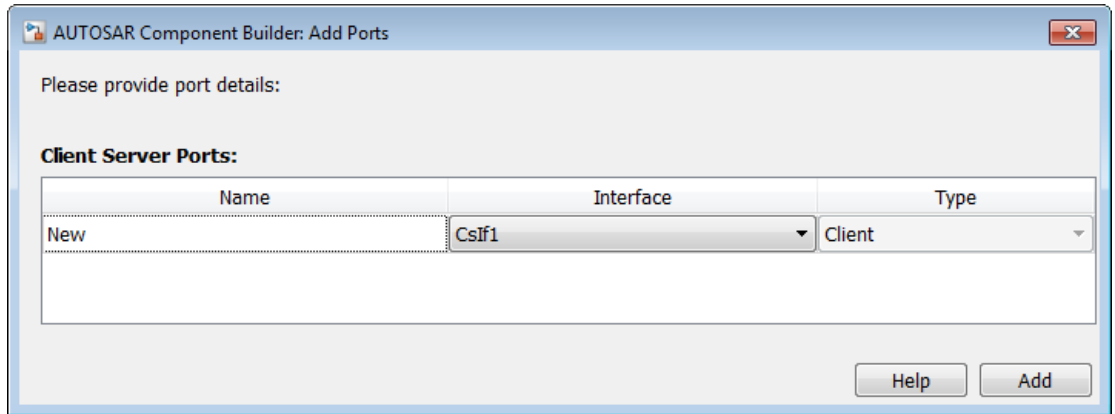 AUTOSAR Component Builder: Add Ports
Please provide port details:
Client Server Ports:
Name Interface Type
New CsIf1 Client
Help Add